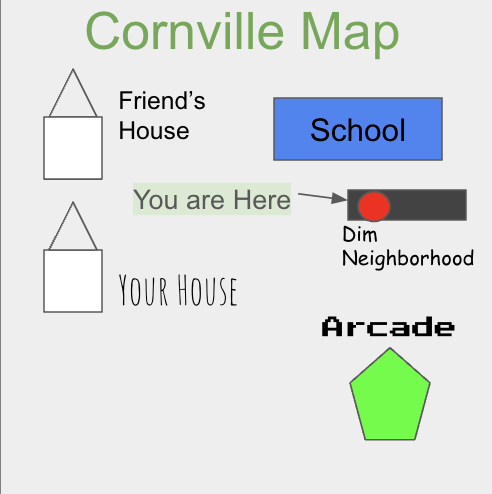 Cornville Map
Friend's
House
School
You are Here
Dim
Neighborhood
Your House
Arcade